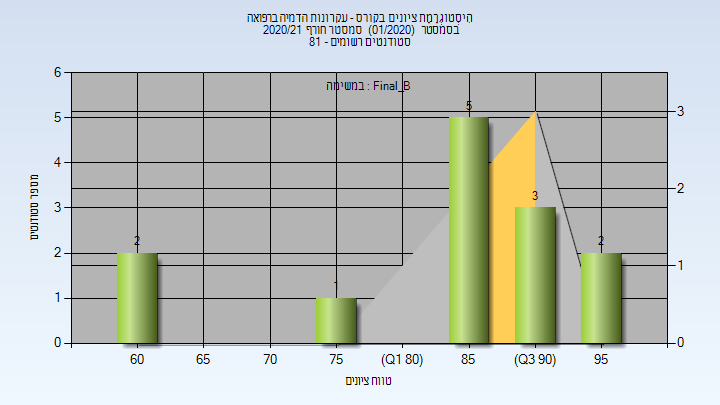 היסטוגרמת ציונים בקורס - עקרונות הדמיה ברפואה
בסמסטר (01/2020) סמסטר חורף 2020/21
סטודנטים רשומים - 81
במשימה : Final_B
מספר סטודנטים
6
5
4
3
2
1
0
3
2
1
0
2
1
5
3
2
60 65 70 75 (Q1 80) 85 (Q3 90) 95
טווח ציונים